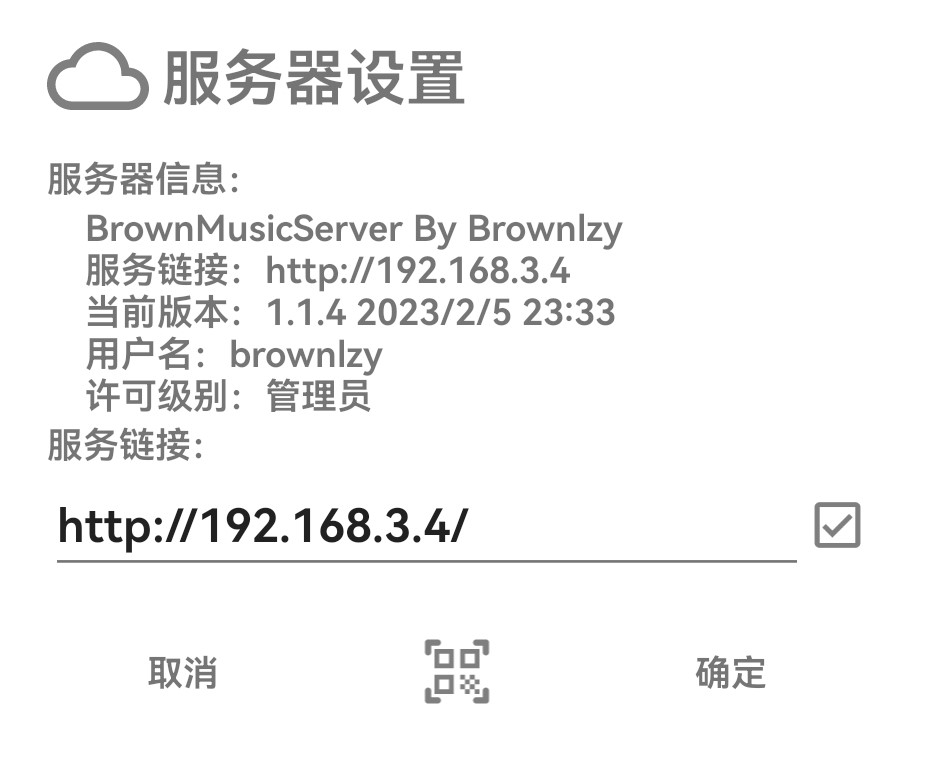 服务器设置
服务器信息：
BrownMusicServer By Brownlzy
服务链接：http://192.168.3.4
当前版本：1.1.4 2023/2/5 23:33
用户名：brownlzy
许可级别：管理员
服务链接：
http://192.168.3.4/
取消
确定